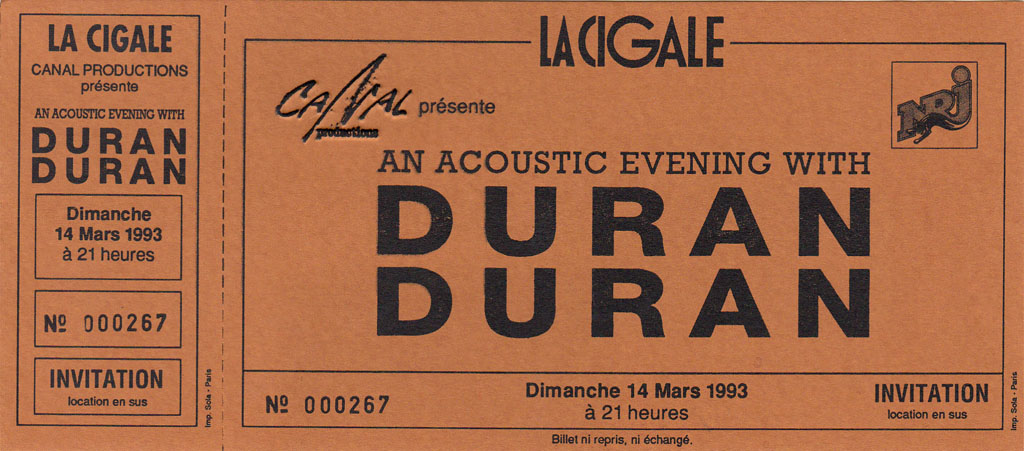 LA CIGALE
CANAL PRODUCTIONS
présente
AN ACOUSTIC EVENING WITH
DURAN
DURAN
Dimanche
14 Mars 1993
à 21 heures
Nº 000267
INVITATION
location en sus
Imp. Sola - Paris
LA CIGALE
CANAL présente
productions
NRJ
AN ACOUSTIC EVENING WITH
DURAN
DURAN
Nº 000267
Dimanche 14 Mars 1993
à 21 heures
INVITATION
location en sus
Imp. Sola - Paris
Billet ni repris, ni échangé.